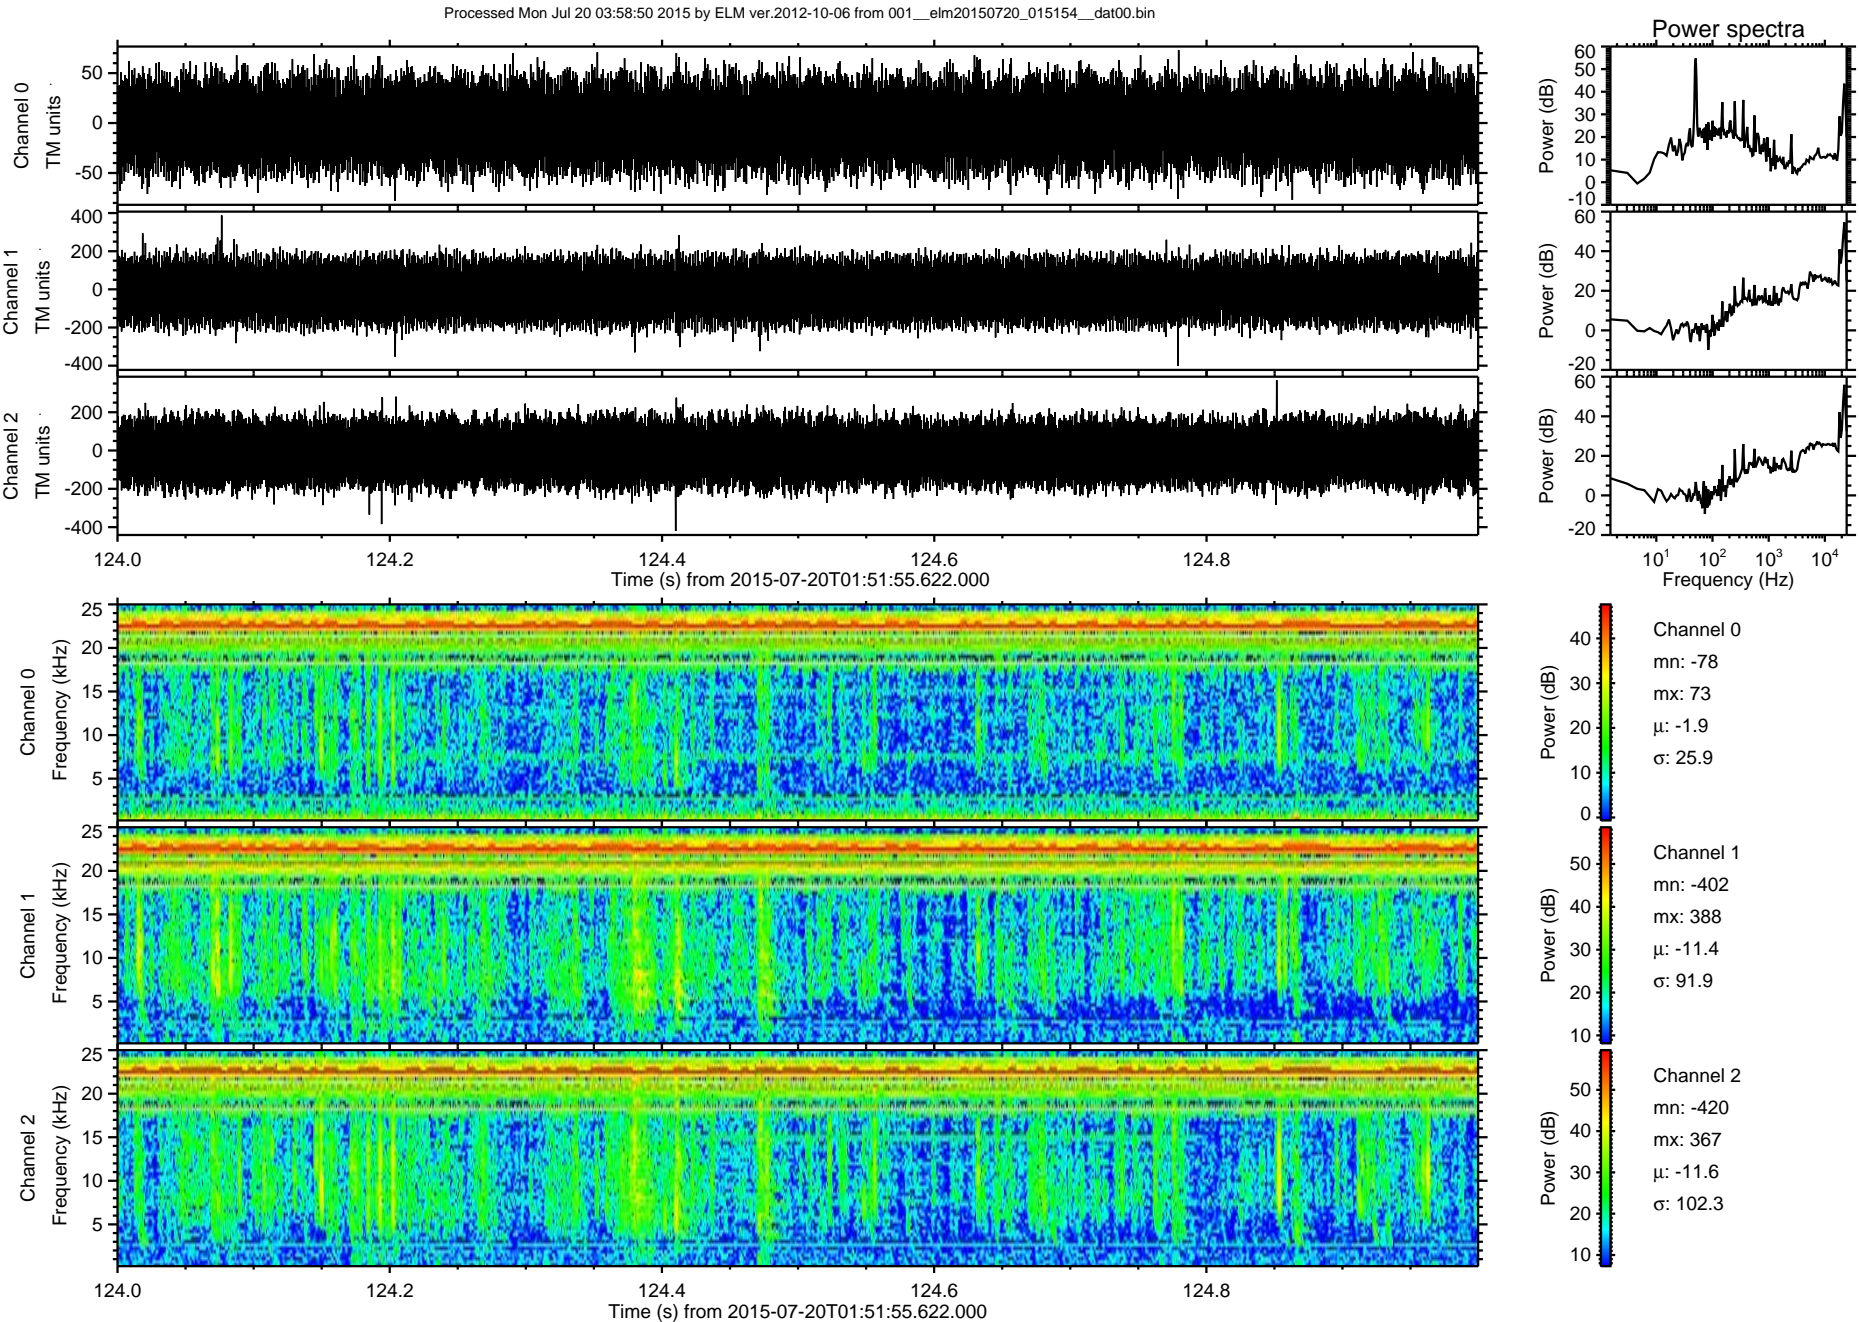 Processed Mon Jul 20 03:58:50 2015 by ELM ver.2012-10-06 from 001__elm20150720_015154__dat00.bin
Power spectra
Channel 0
TM units
50
0
-50
Power (dB)
60
50
40
30
20
10
0
-10
Channel 1
TM units
400
200
0
-200
-400
Power (dB)
60
40
20
0
-20
Channel 2
TM units
200
0
-200
-400
Power (dB)
60
40
20
0
-20
124.0 124.2 124.4 124.6 124.8
Time (s) from 2015-07-20T01:51:55.622.000
10^1 10^2 10^3 10^4
Frequency (Hz)
Channel 0
Frequency (kHz)
25
20
15
10
5
Power (dB)
40
30
20
10
0
Channel 0
mn: -78
mx: 73
μ: -1.9
σ: 25.9
Channel 1
Frequency (kHz)
25
20
15
10
5
Power (dB)
50
40
30
20
10
Channel 1
mn: -402
mx: 388
μ: -11.4
σ: 91.9
Channel 2
Frequency (kHz)
25
20
15
10
5
Power (dB)
50
40
30
20
10
Channel 2
mn: -420
mx: 367
μ: -11.6
σ: 102.3
124.0 124.2 124.4 124.6 124.8
Time (s) from 2015-07-20T01:51:55.622.000